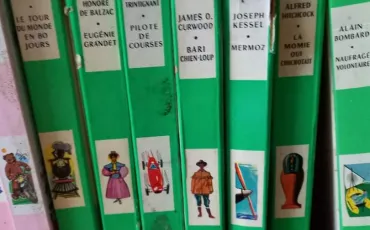 LE TOUR
DU MONDE
EN 80
JOURS
HONORÉ
DE BALZAC
•
EUGÉNIE
GRANDET
TRINTIGNANT
•
PILOTE
DE
COURSES
JAMES O.
CURWOOD
•
BARI
CHIEN-LOUP
JOSEPH
KESSEL
•
MERMOZ
ALFRED
HITCHCOCK
•
LA
MOMIE
QUI
CHUCHOTAIT
ALAIN
BOMBARD
•
NAUFRAGÉ
VOLONTAIRE